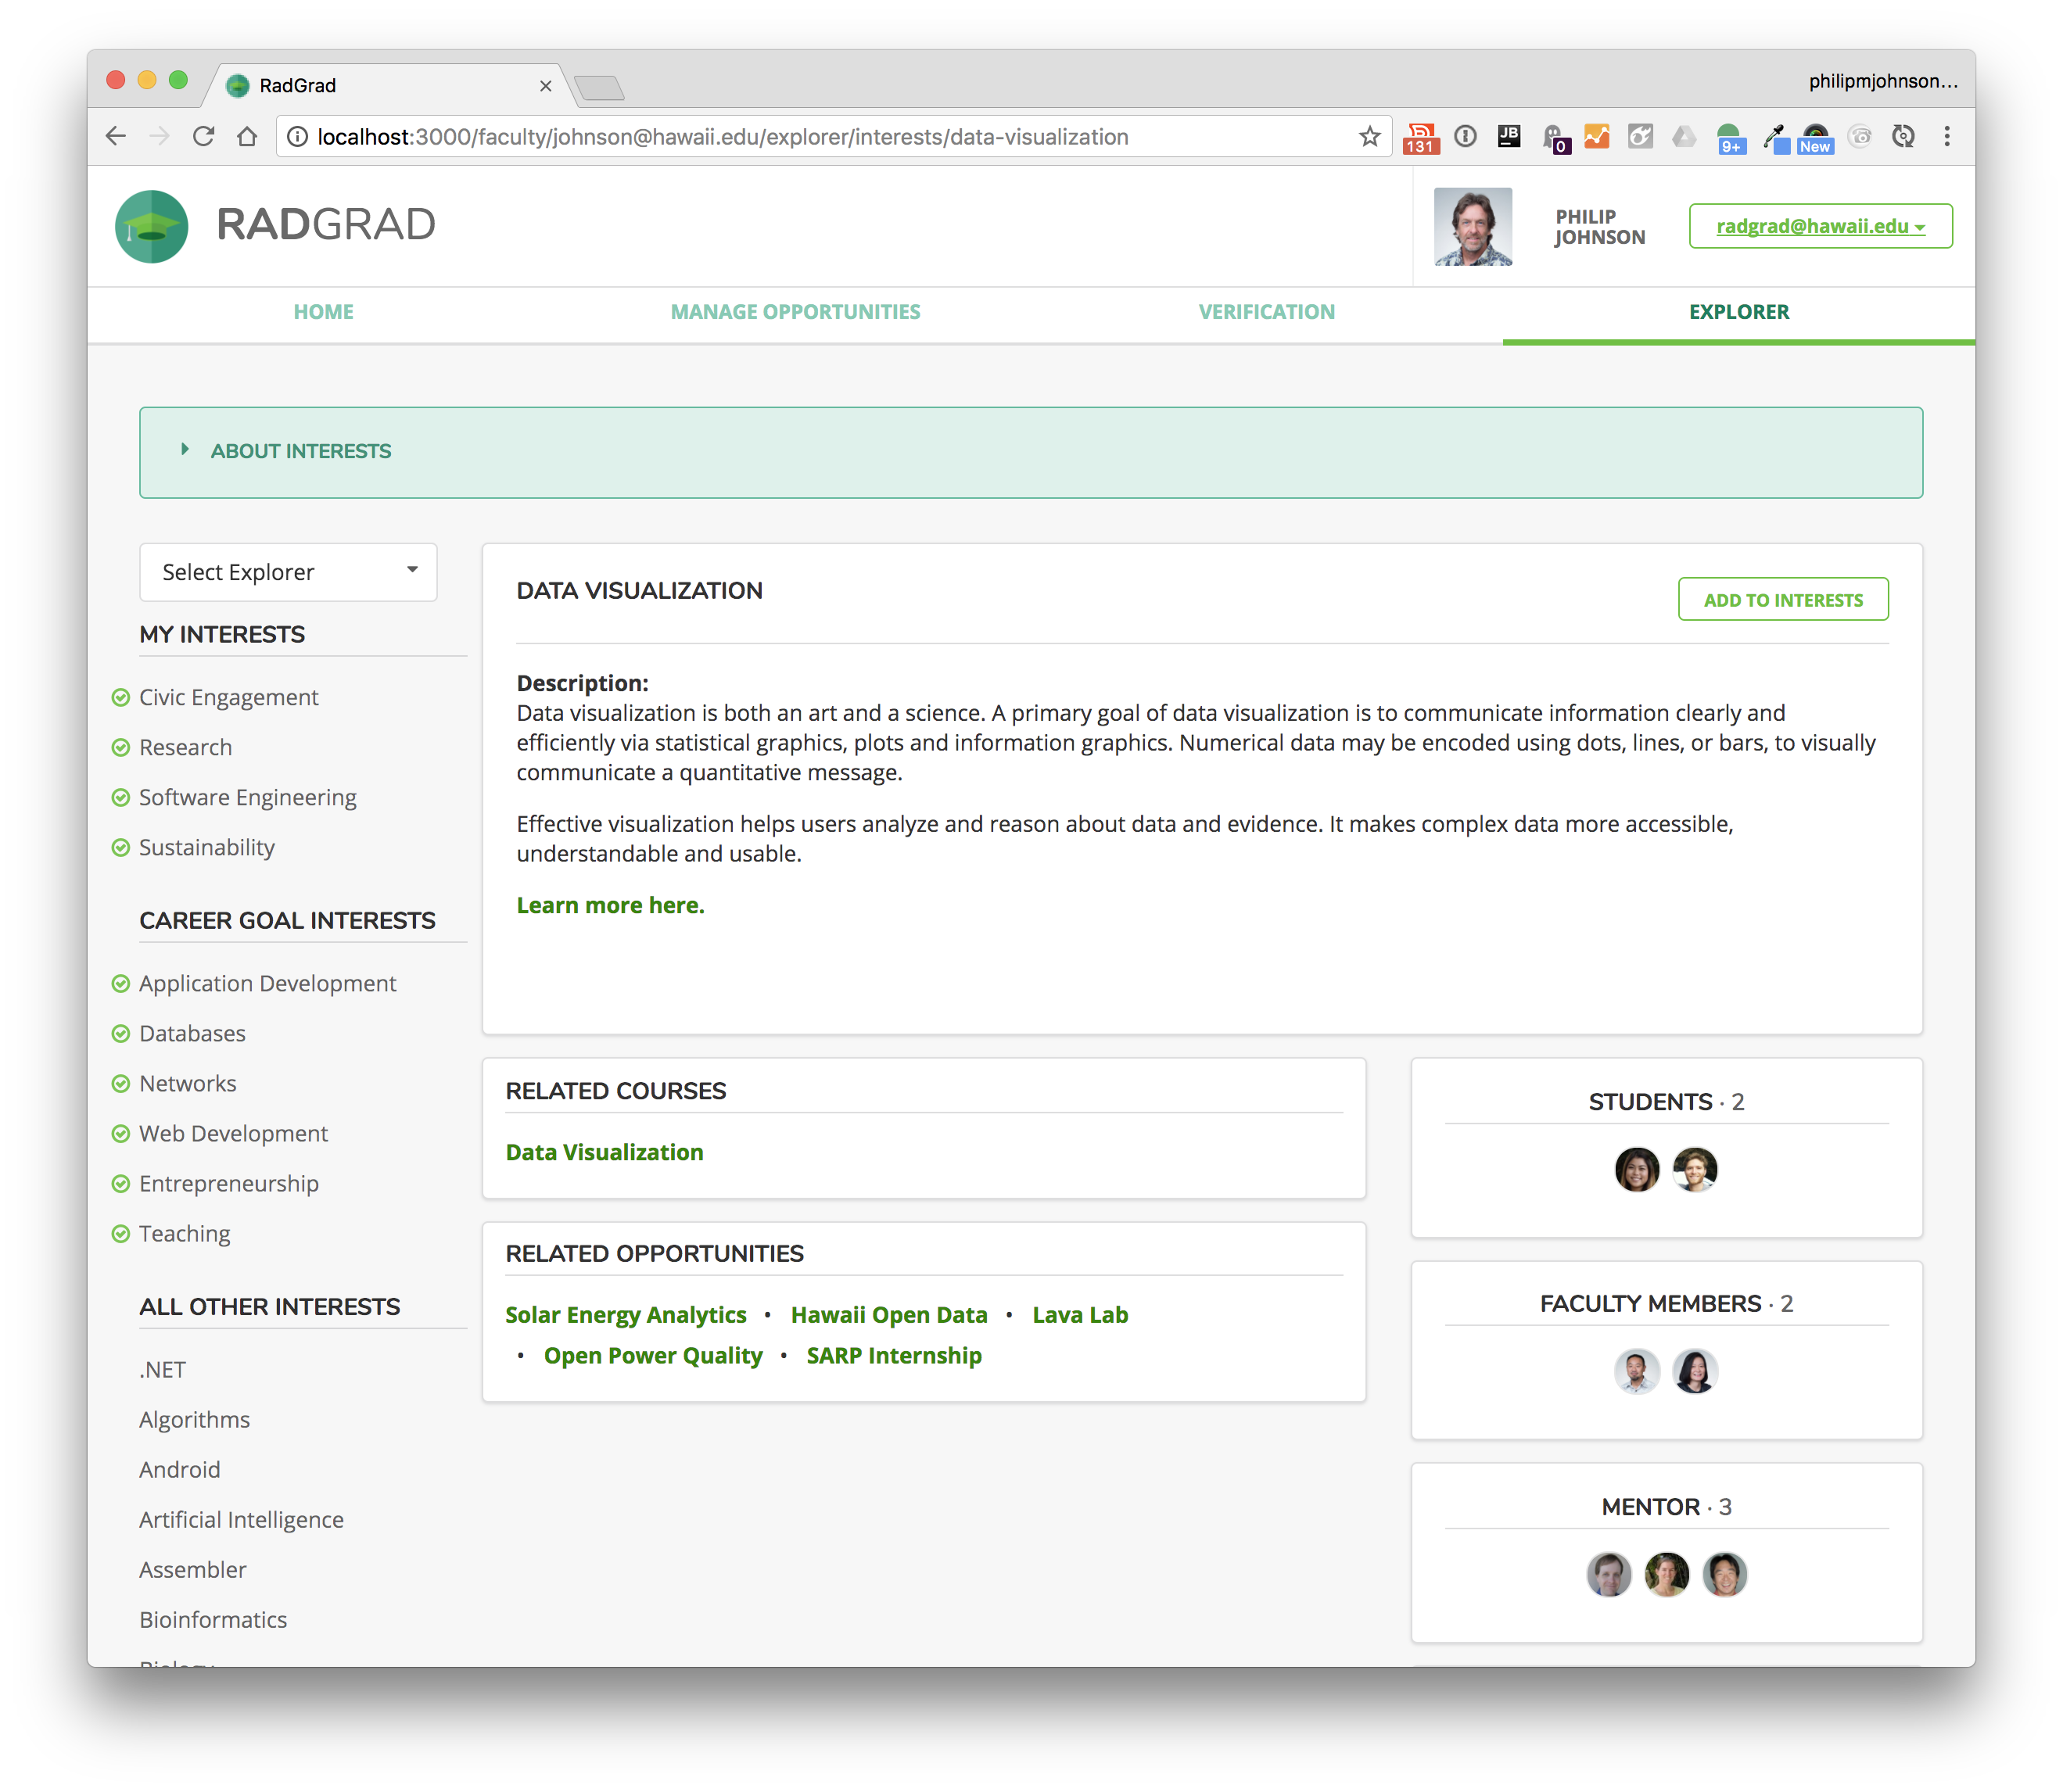 RadGrad
philipmjohnson...
localhost:3000/faculty/johnson@hawaii.edu/explorer/interests/data-visualization
131
JB
0
9+
New
RADGRAD
PHILIP
JOHNSON
radgrad@hawaii.edu
HOME
MANAGE OPPORTUNITIES
VERIFICATION
EXPLORER
ABOUT INTERESTS
Select Explorer
MY INTERESTS
Civic Engagement
Research
Software Engineering
Sustainability
CAREER GOAL INTERESTS
Application Development
Databases
Networks
Web Development
Entrepreneurship
Teaching
ALL OTHER INTERESTS
.NET
Algorithms
Android
Artificial Intelligence
Assembler
Bioinformatics
Biology
DATA VISUALIZATION
ADD TO INTERESTS
Description:
Data visualization is both an art and a science. A primary goal of data visualization is to communicate information clearly and
efficiently via statistical graphics, plots and information graphics. Numerical data may be encoded using dots, lines, or bars, to visually
communicate a quantitative message.
Effective visualization helps users analyze and reason about data and evidence. It makes complex data more accessible,
understandable and usable.
Learn more here.
RELATED COURSES
Data Visualization
RELATED OPPORTUNITIES
Solar Energy Analytics • Hawaii Open Data • Lava Lab
• Open Power Quality • SARP Internship
STUDENTS · 2
FACULTY MEMBERS · 2
MENTOR · 3